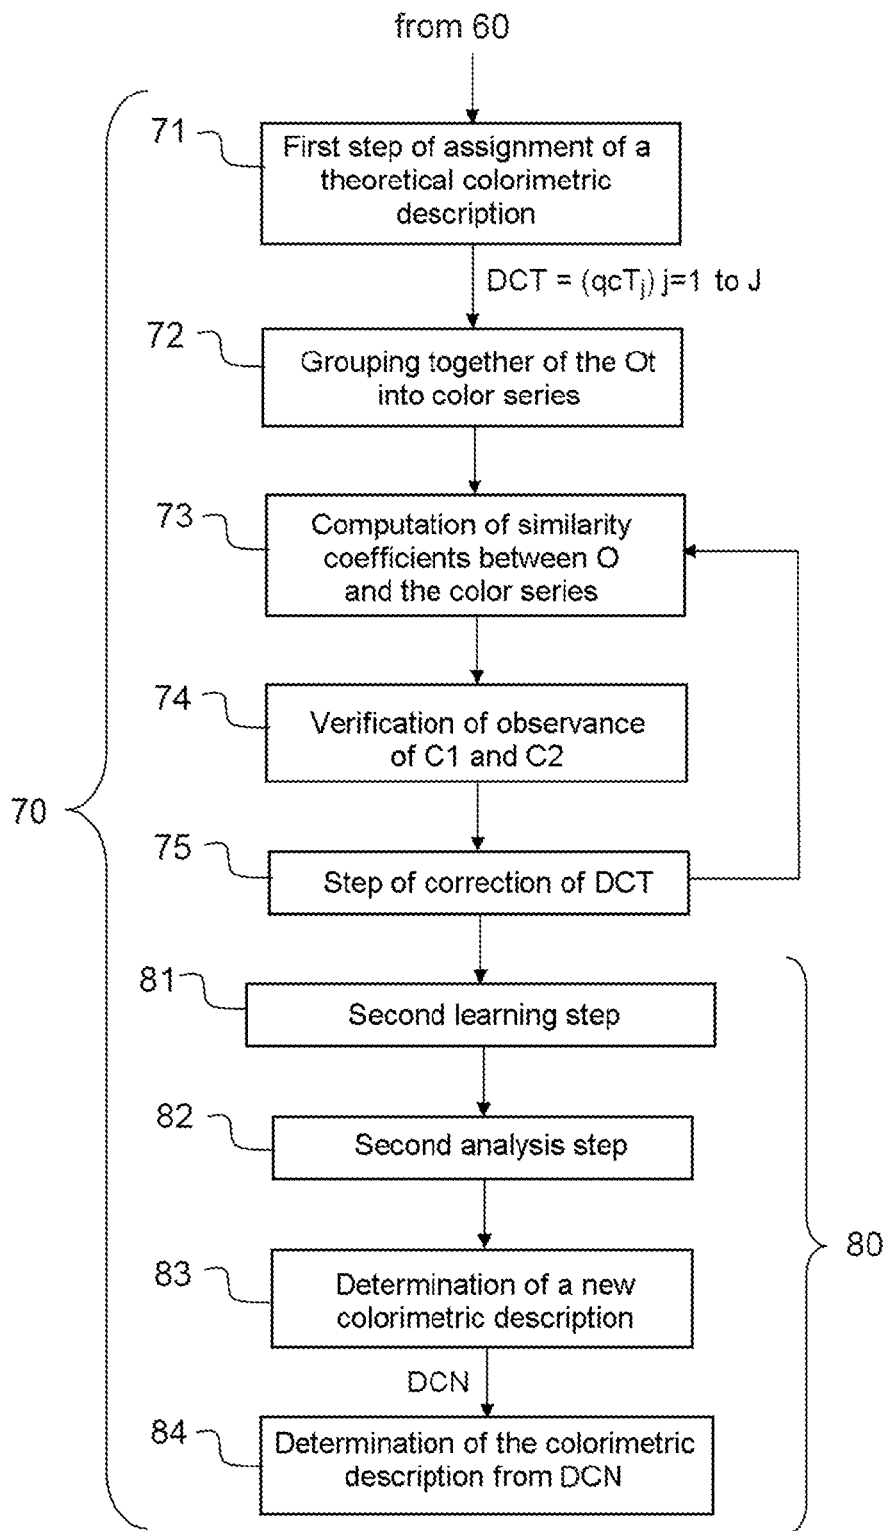 from 60
71
First step of assignment of a
theoretical colorimetric
description
DCT = (qcTj) j=1 to J
72
Grouping together of the Ot
into color series
73
Computation of similarity
coefficients between O
and the color series
74
Verification of observance
of C1 and C2
70
75
Step of correction of DCT
81
Second learning step
82
Second analysis step
80
83
Determination of a new
colorimetric description
DCN
84
Determination of the colorimetric
description from DCN